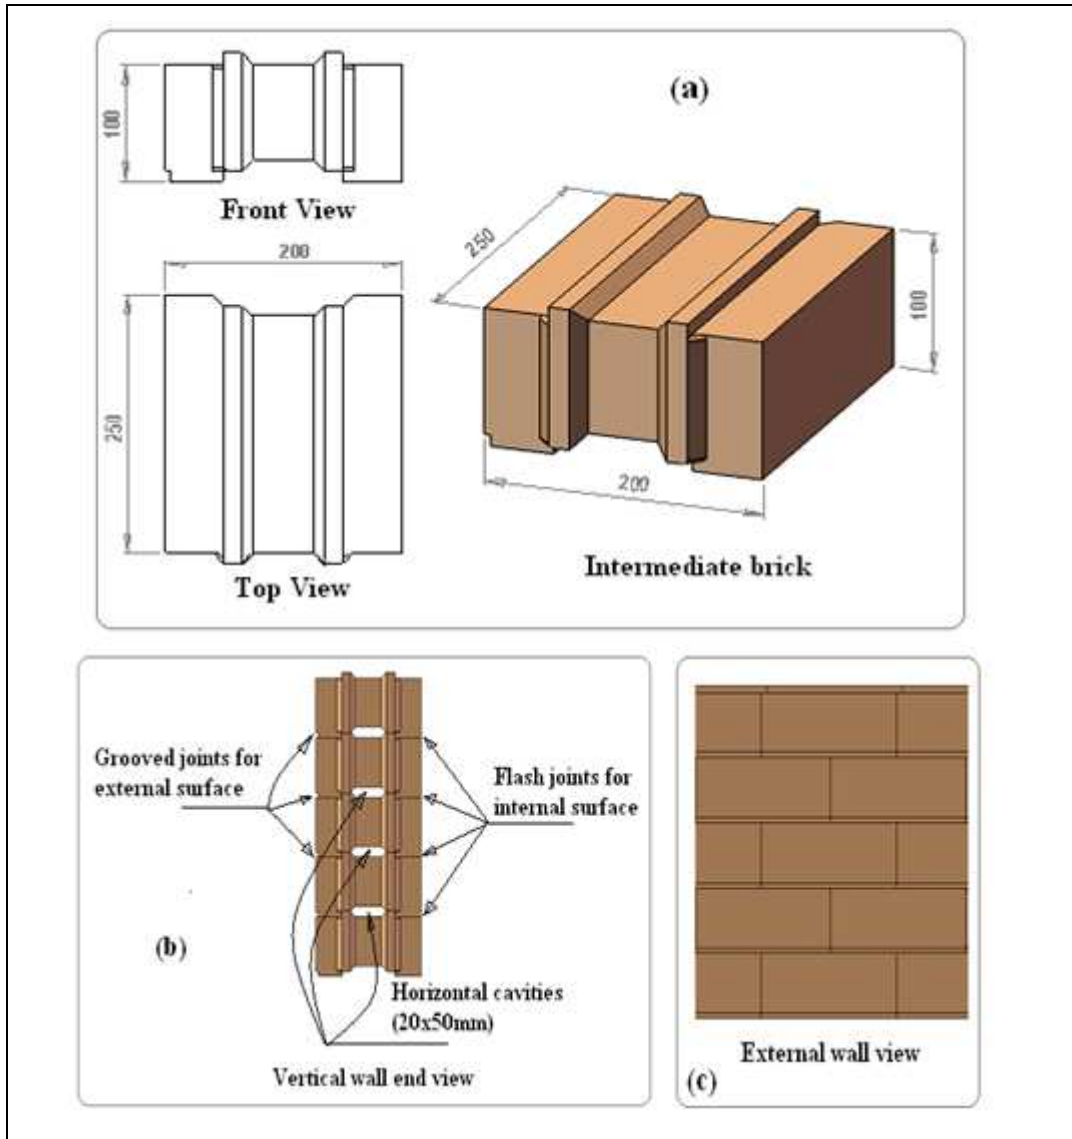 (a)
100
Front View
200
250
Top View
250
100
200
Intermediate brick
Grooved joints for
external surface
Flash joints for
internal surface
(b)
Horizontal cavities
(20x50mm)
Vertical wall end view
External wall view
(c)